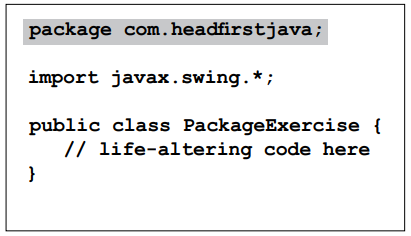 package com.headfirstjava;
import javax.swing.*;
public class PackageExercise {
// life-altering code here
}